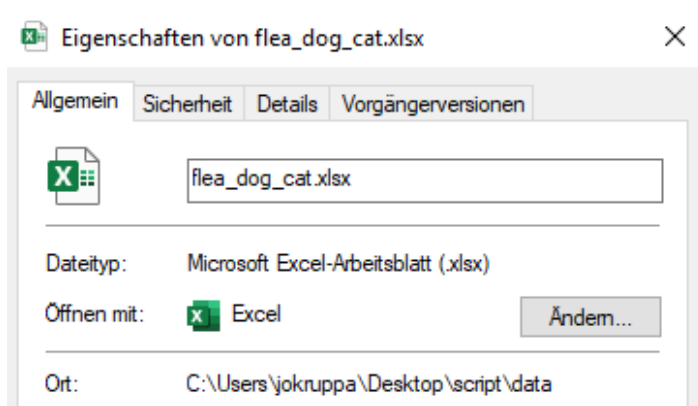 Eigenschaften von flea_dog_cat.xlsx
Allgemein Sicherheit Details Vorgängerversionen
flea_dog_cat.xlsx
Dateityp: Microsoft Excel-Arbeitsblatt (.xlsx)
Öffnen mit: Excel Ändern...
Ort: C:\Users\jokruppa\Desktop\script\data